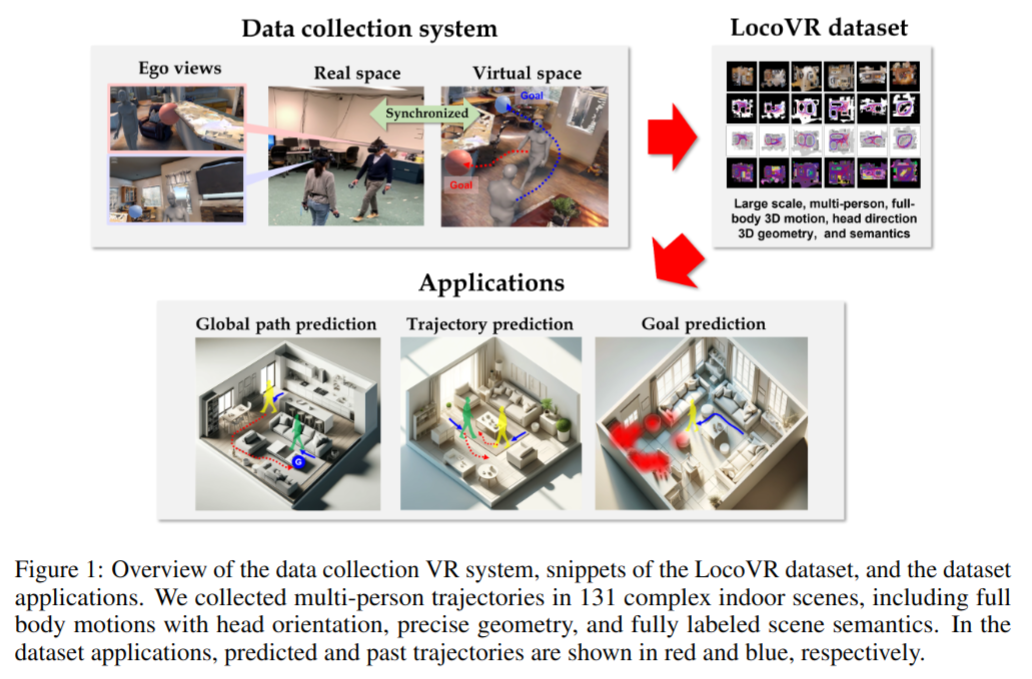 Data collection system
LocoVR dataset
Ego views
Real space
Virtual space
Synchronized
Goal
Goal
Large scale, multi-person, full-
body 3D motion, head direction
3D geometry, and semantics
Applications
Global path prediction
Trajectory prediction
Goal prediction
G
Figure 1: Overview of the data collection VR system, snippets of the LocoVR dataset, and the dataset
applications. We collected multi-person trajectories in 131 complex indoor scenes, including full
body motions with head orientation, precise geometry, and fully labeled scene semantics. In the
dataset applications, predicted and past trajectories are shown in red and blue, respectively.